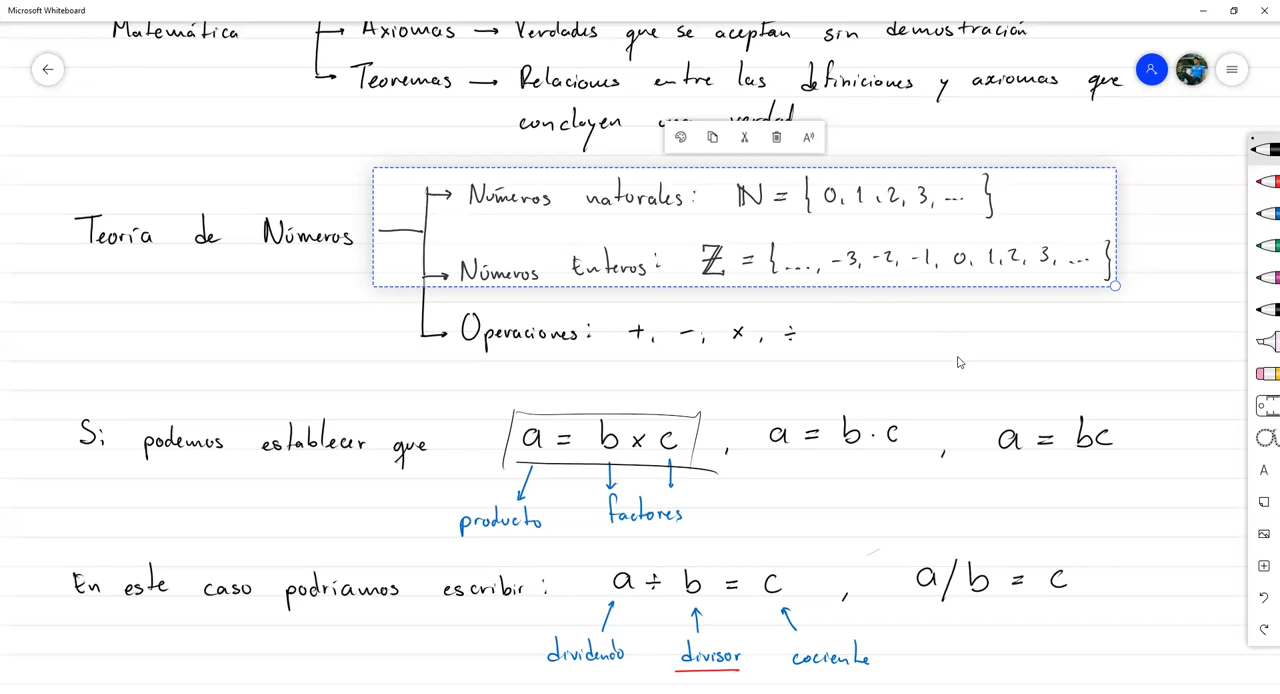 Microsoft Whiteboard
Matemática
Axiomas → Verdades que se aceptan sin demostración
Teoremas → Relaciones entre las definiciones y axiomas que
concluyen una verdad
Teoría de Números
Números naturales: ℕ = { 0, 1, 2, 3, ... }
Números Enteros: ℤ = {..., -3, -2, -1, 0, 1, 2, 3, ... }
Operaciones: +, -, ×, ÷
Si podemos establecer que a = b × c, a = b · c, a = bc
producto factores
En este caso podríamos escribir: a ÷ b = c, a/b = c
dividendo divisor cociente